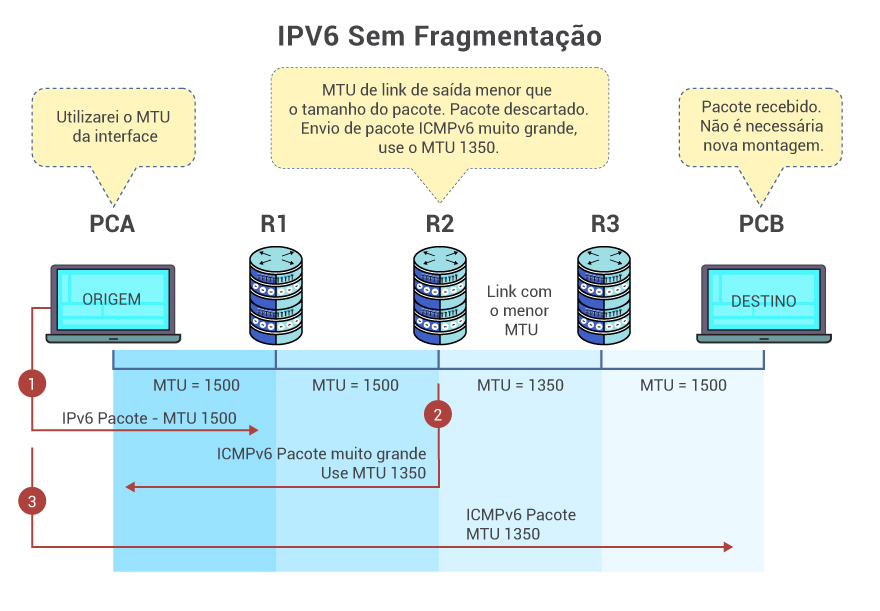 IPV6 Sem Fragmentação
Utilizarei o MTU
da interface
MTU de link de saída menor que
o tamanho do pacote. Pacote descartado.
Envio de pacote ICMPv6 muito grande,
use o MTU 1350.
Pacote recebido.
Não é necessária
nova montagem.
PCA
R1
R2
R3
PCB
ORIGEM
Link com
o menor
MTU
DESTINO
MTU = 1500
MTU = 1500
MTU = 1350
MTU = 1500
1
IPv6 Pacote - MTU 1500
2
ICMPv6 Pacote muito grande
Use MTU 1350
3
ICMPv6 Pacote
MTU 1350